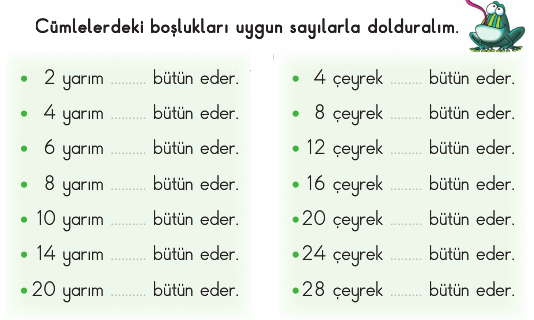 Cümlelerdeki boşlukları uygun sayılarla dolduralım.
• 2 yarım .......... bütün eder.
• 4 yarım .......... bütün eder.
• 6 yarım .......... bütün eder.
• 8 yarım .......... bütün eder.
• 10 yarım .......... bütün eder.
• 14 yarım .......... bütün eder.
• 20 yarım .......... bütün eder.
• 4 çeyrek .......... bütün eder.
• 8 çeyrek .......... bütün eder.
• 12 çeyrek .......... bütün eder.
• 16 çeyrek .......... bütün eder.
• 20 çeyrek .......... bütün eder.
• 24 çeyrek .......... bütün eder.
• 28 çeyrek .......... bütün eder.